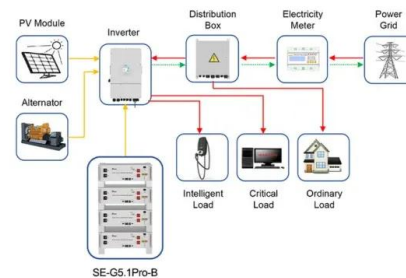 PV Module
Inverter
Distribution
Box
Electricity
Meter
Power
Grid
Alternator
Intelligent
Load
Critical
Load
Ordinary
Load
SE-G5.1Pro-B